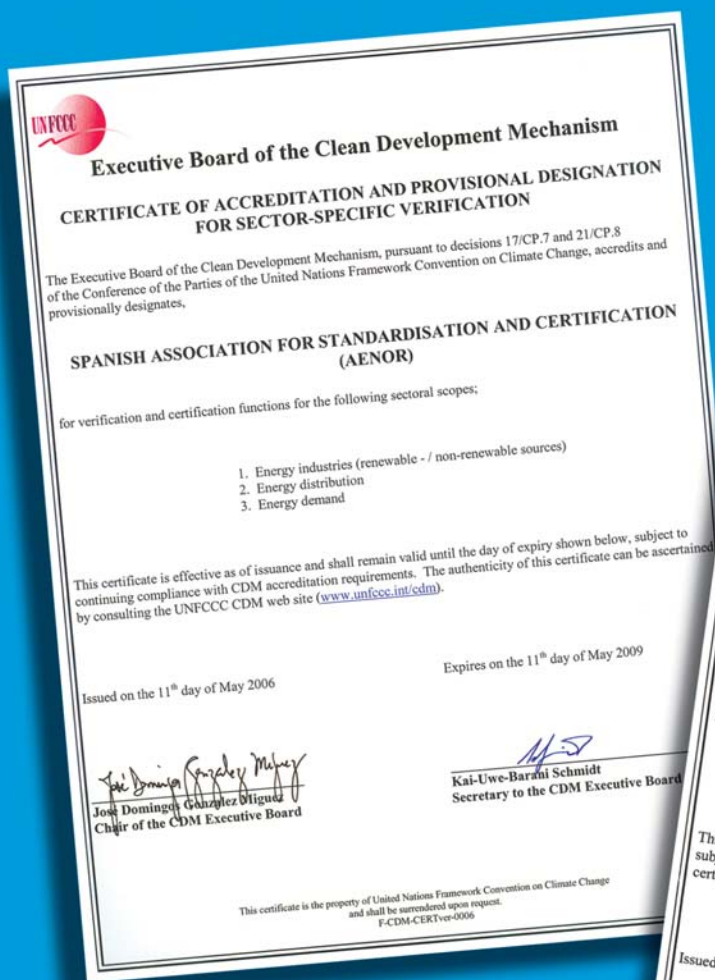 UNFCCC
Executive Board of the Clean Development Mechanism
CERTIFICATE OF ACCREDITATION AND PROVISIONAL DESIGNATION
FOR SECTOR-SPECIFIC VERIFICATION
The Executive Board of the Clean Development Mechanism, pursuant to decisions 17/CP.7 and 21/CP.8
of the Conference of the Parties of the United Nations Framework Convention on Climate Change, accredits and
provisionally designates,
SPANISH ASSOCIATION FOR STANDARDISATION AND CERTIFICATION
(AENOR)
for verification and certification functions for the following sectoral scopes;
1. Energy industries (renewable - / non-renewable sources)
2. Energy distribution
3. Energy demand
This certificate is effective as of issuance and shall remain valid until the day of expiry shown below, subject to
continuing compliance with CDM accreditation requirements. The authenticity of this certificate can be ascertained
by consulting the UNFCCC CDM web site (www.unfccc.int/cdm).
Issued on the 11th day of May 2006
Expires on the 11th day of May 2009
José Domingos Gonzalez Miguez
José Domingos Gonzalez Miguez
Chair of the CDM Executive Board
Kai-Uwe-Barani Schmidt
Secretary to the CDM Executive Board
This certificate is the property of United Nations Framework Convention on Climate Change
and shall be surrendered upon request.
F-CDM-CERTver-0006
Issued